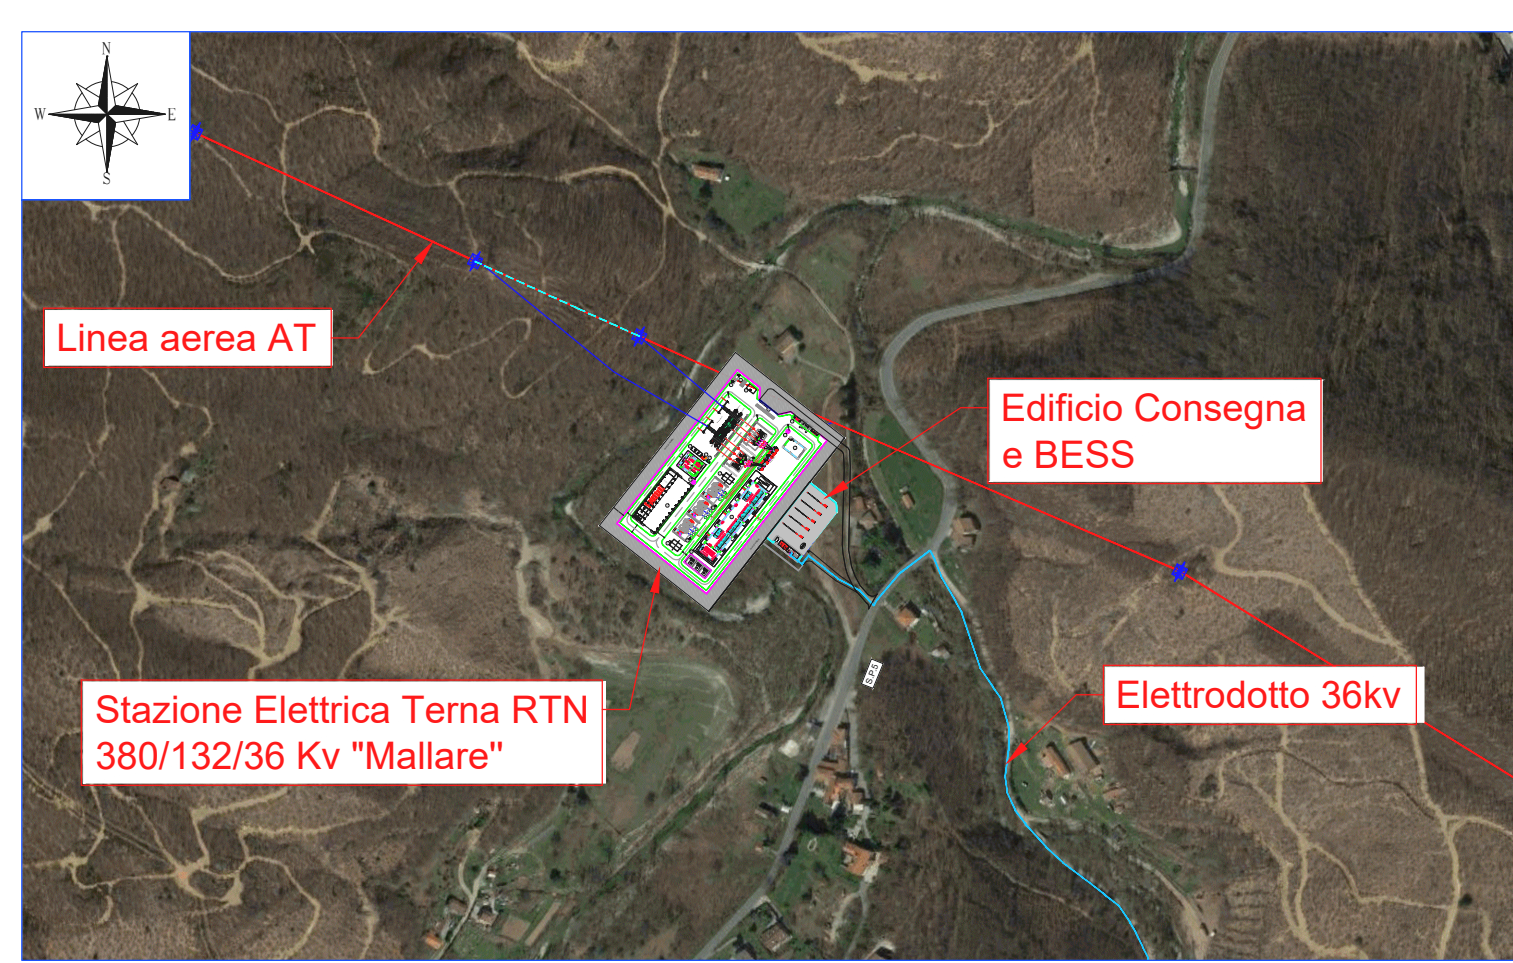 N
W E
S
Linea aerea AT
Edificio Consegna
e BESS
Stazione Elettrica Terna RTN
380/132/36 Kv "Mallare"
S.P.5
Elettrodotto 36kv